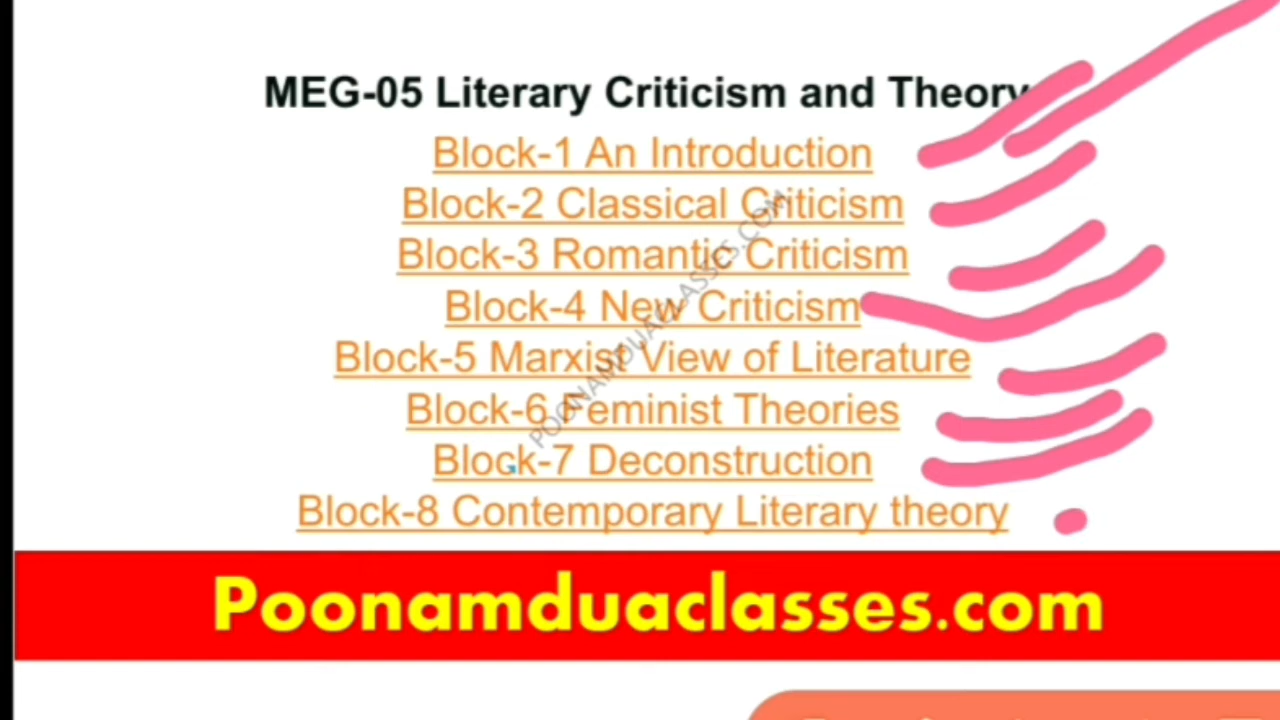 MEG-05 Literary Criticism and Theory
Block-1 An Introduction
Block-2 Classical Criticism
Block-3 Romantic Criticism
Block-4 New Criticism
Block-5 Marxist View of Literature
Block-6 Feminist Theories
Block-7 Deconstruction
Block-8 Contemporary Literary theory
POONAMDUACLASSES.COM
Poonamduaclasses.com